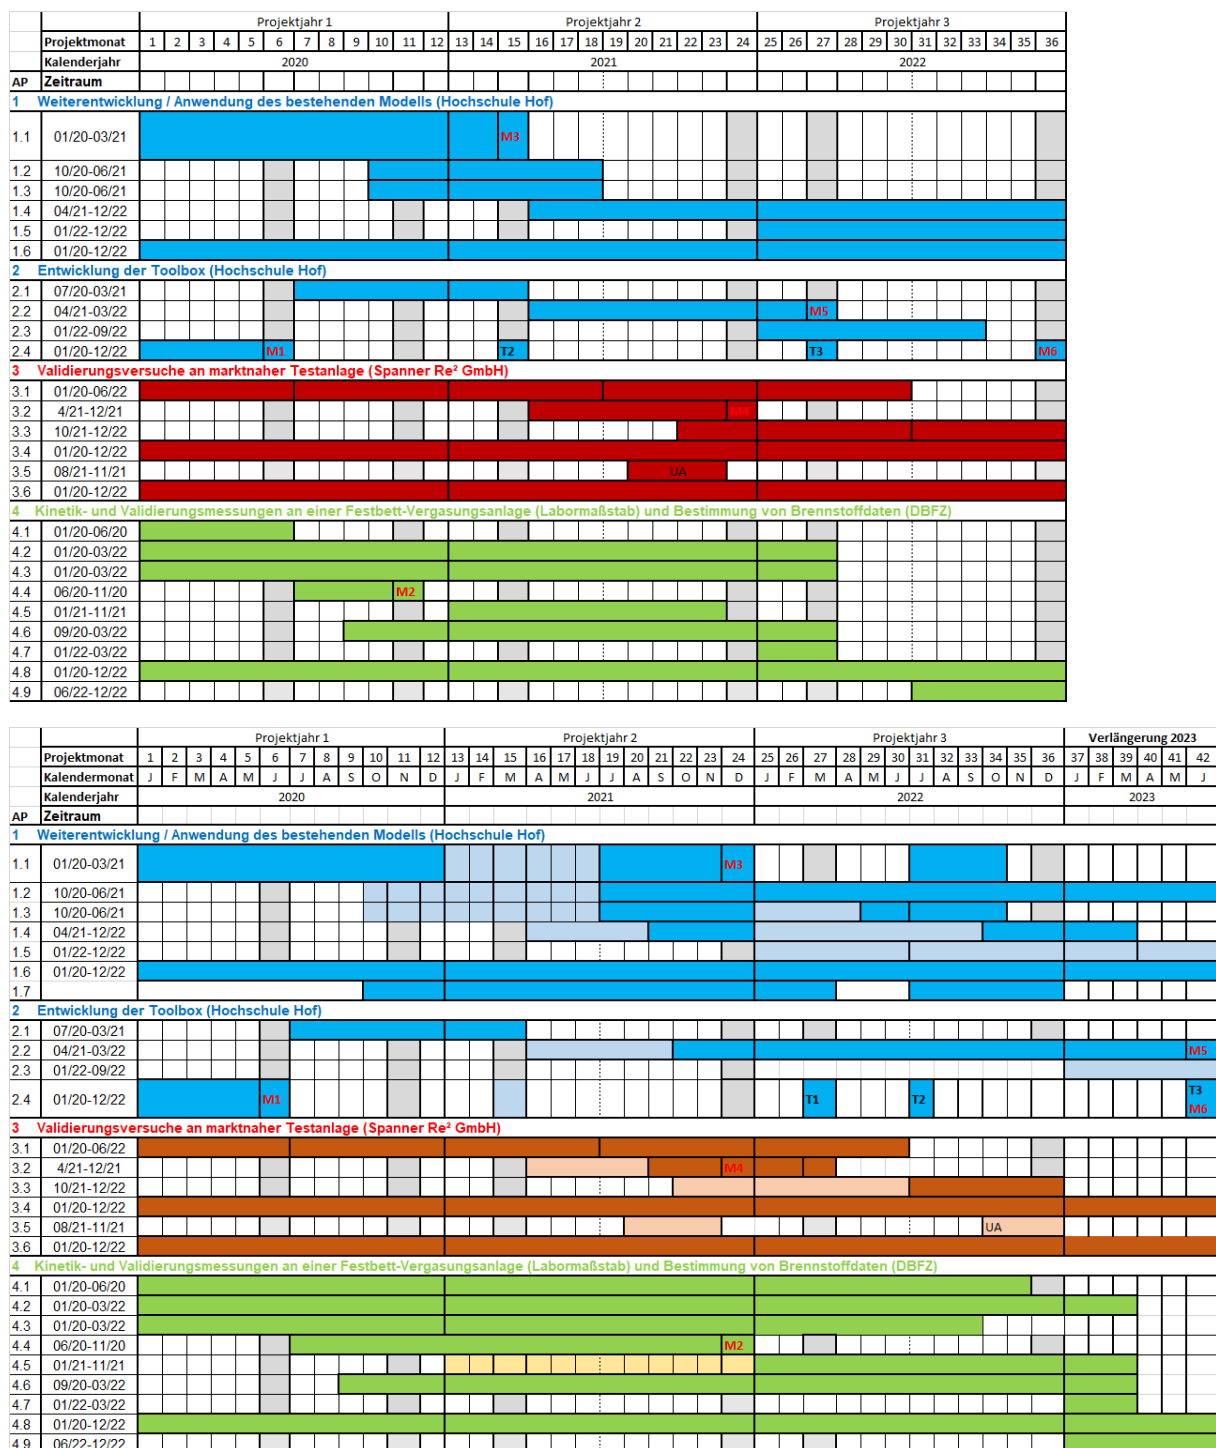 Projektjahr 1 Projektjahr 2 Projektjahr 3
Projektmonat 1 2 3 4 5 6 7 8 9 10 11 12 13 14 15 16 17 18 19 20 21 22 23 24 25 26 27 28 29 30 31 32 33 34 35 36
Kalenderjahr 2020 2021 2022
AP Zeitraum
1 Weiterentwicklung / Anwendung des bestehenden Modells (Hochschule Hof)
1.1 01/20-03/21 M3
1.2 10/20-06/21
1.3 10/20-06/21
1.4 04/21-12/22
1.5 01/22-12/22
1.6 01/20-12/22
2 Entwicklung der Toolbox (Hochschule Hof)
2.1 07/20-03/21
2.2 04/21-03/22 M5
2.3 01/22-09/22
2.4 01/20-12/22 M1 T2 T3 M6
3 Validierungsversuche an marktnaher Testanlage (Spanner Re² GmbH)
3.1 01/20-06/22
3.2 4/21-12/21 M4
3.3 10/21-12/22
3.4 01/20-12/22
3.5 08/21-11/21 UA
3.6 01/20-12/22
4 Kinetik- und Validierungsmessungen an einer Festbett-Vergasungsanlage (Labormaßstab) und Bestimmung von Brennstoffdaten (DBFZ)
4.1 01/20-06/20
4.2 01/20-03/22
4.3 01/20-03/22
4.4 06/20-11/20 M2
4.5 01/21-11/21
4.6 09/20-03/22
4.7 01/22-03/22
4.8 01/20-12/22
4.9 06/22-12/22
Projektjahr 1 Projektjahr 2 Projektjahr 3 Verlängerung 2023
Projektmonat 1 2 3 4 5 6 7 8 9 10 11 12 13 14 15 16 17 18 19 20 21 22 23 24 25 26 27 28 29 30 31 32 33 34 35 36 37 38 39 40 41 42
Kalendermonat J F M A M J J A S O N D J F M A M J J A S O N D J F M A M J J A S O N D J F M A M J
Kalenderjahr 2020 2021 2022 2023
AP Zeitraum
1 Weiterentwicklung / Anwendung des bestehenden Modells (Hochschule Hof)
1.1 01/20-03/21 M3
1.2 10/20-06/21
1.3 10/20-06/21
1.4 04/21-12/22
1.5 01/22-12/22
1.6 01/20-12/22
1.7
2 Entwicklung der Toolbox (Hochschule Hof)
2.1 07/20-03/21
2.2 04/21-03/22 M5
2.3 01/22-09/22
2.4 01/20-12/22 M1 T1 T2 T3 M6
3 Validierungsversuche an marktnaher Testanlage (Spanner Re² GmbH)
3.1 01/20-06/22
3.2 4/21-12/21 M4
3.3 10/21-12/22
3.4 01/20-12/22
3.5 08/21-11/21 UA
3.6 01/20-12/22
4 Kinetik- und Validierungsmessungen an einer Festbett-Vergasungsanlage (Labormaßstab) und Bestimmung von Brennstoffdaten (DBFZ)
4.1 01/20-06/20
4.2 01/20-03/22
4.3 01/20-03/22
4.4 06/20-11/20 M2
4.5 01/21-11/21
4.6 09/20-03/22
4.7 01/22-03/22
4.8 01/20-12/22
4.9 06/22-12/22